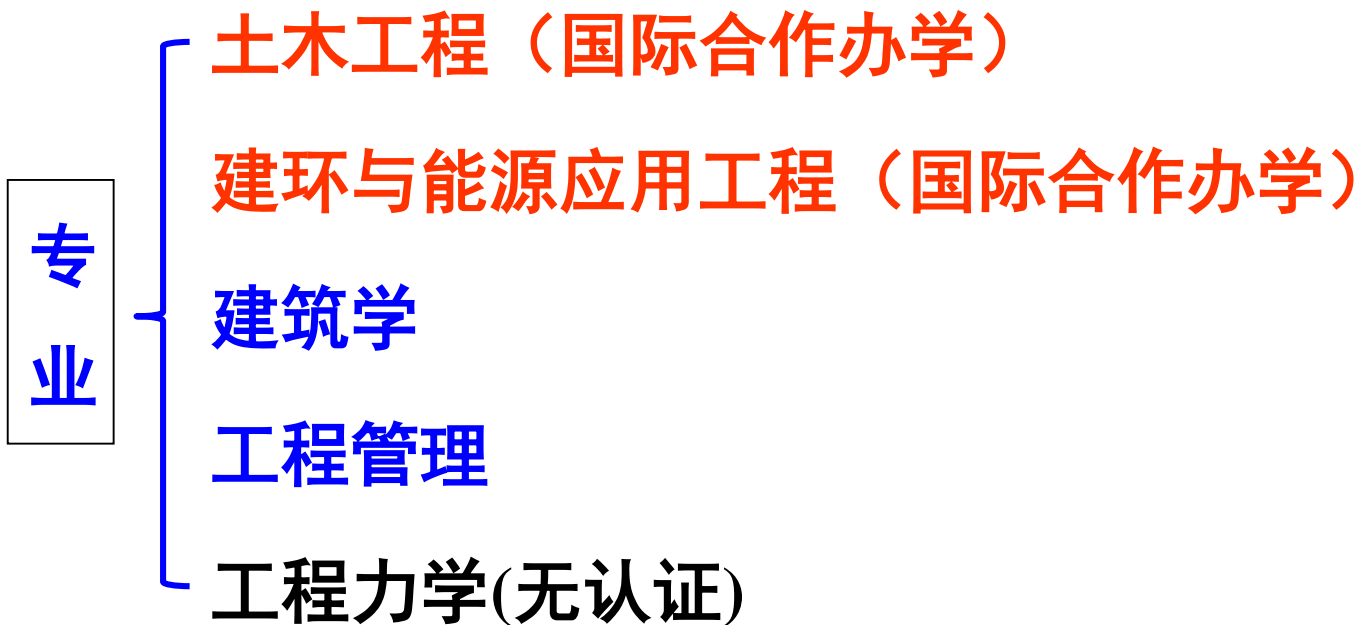 土木工程（国际合作办学）
建环与能源应用工程（国际合作办学）
专业
建筑学
工程管理
工程力学(无认证)